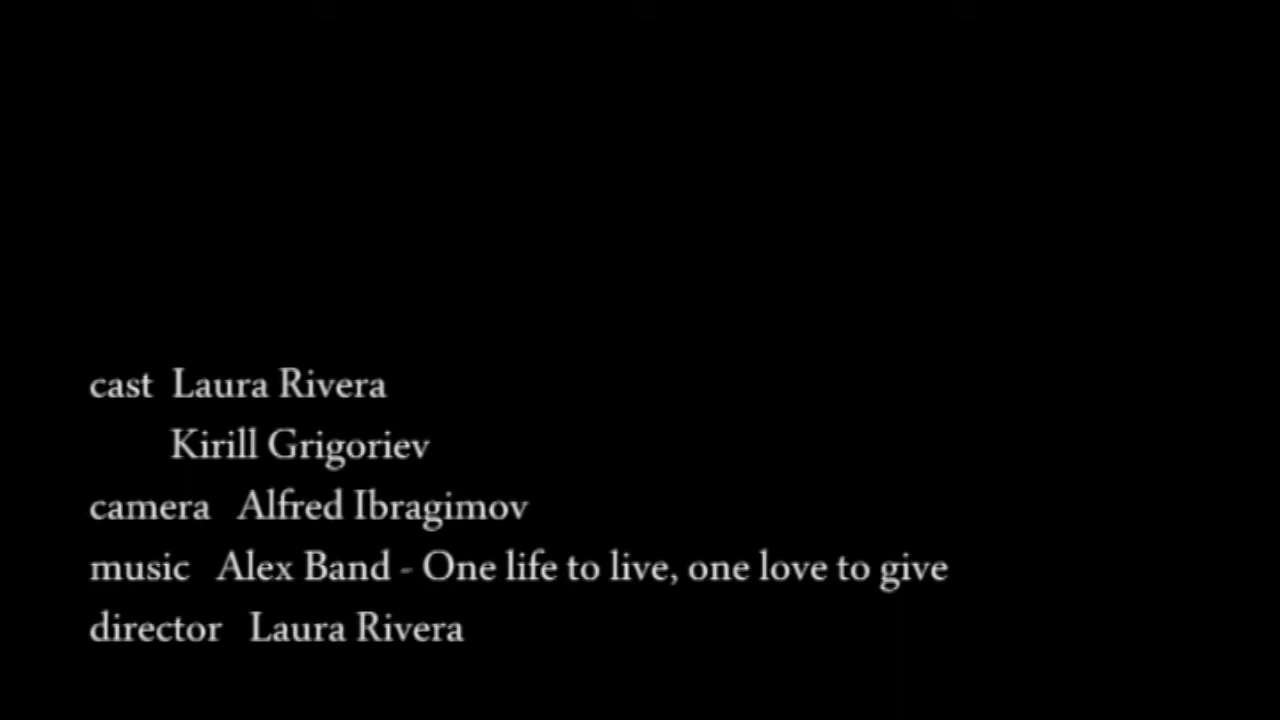 cast Laura Rivera
Kirill Grigoriev
camera Alfred Ibragimov
music Alex Band - One life to live, one love to give
director Laura Rivera